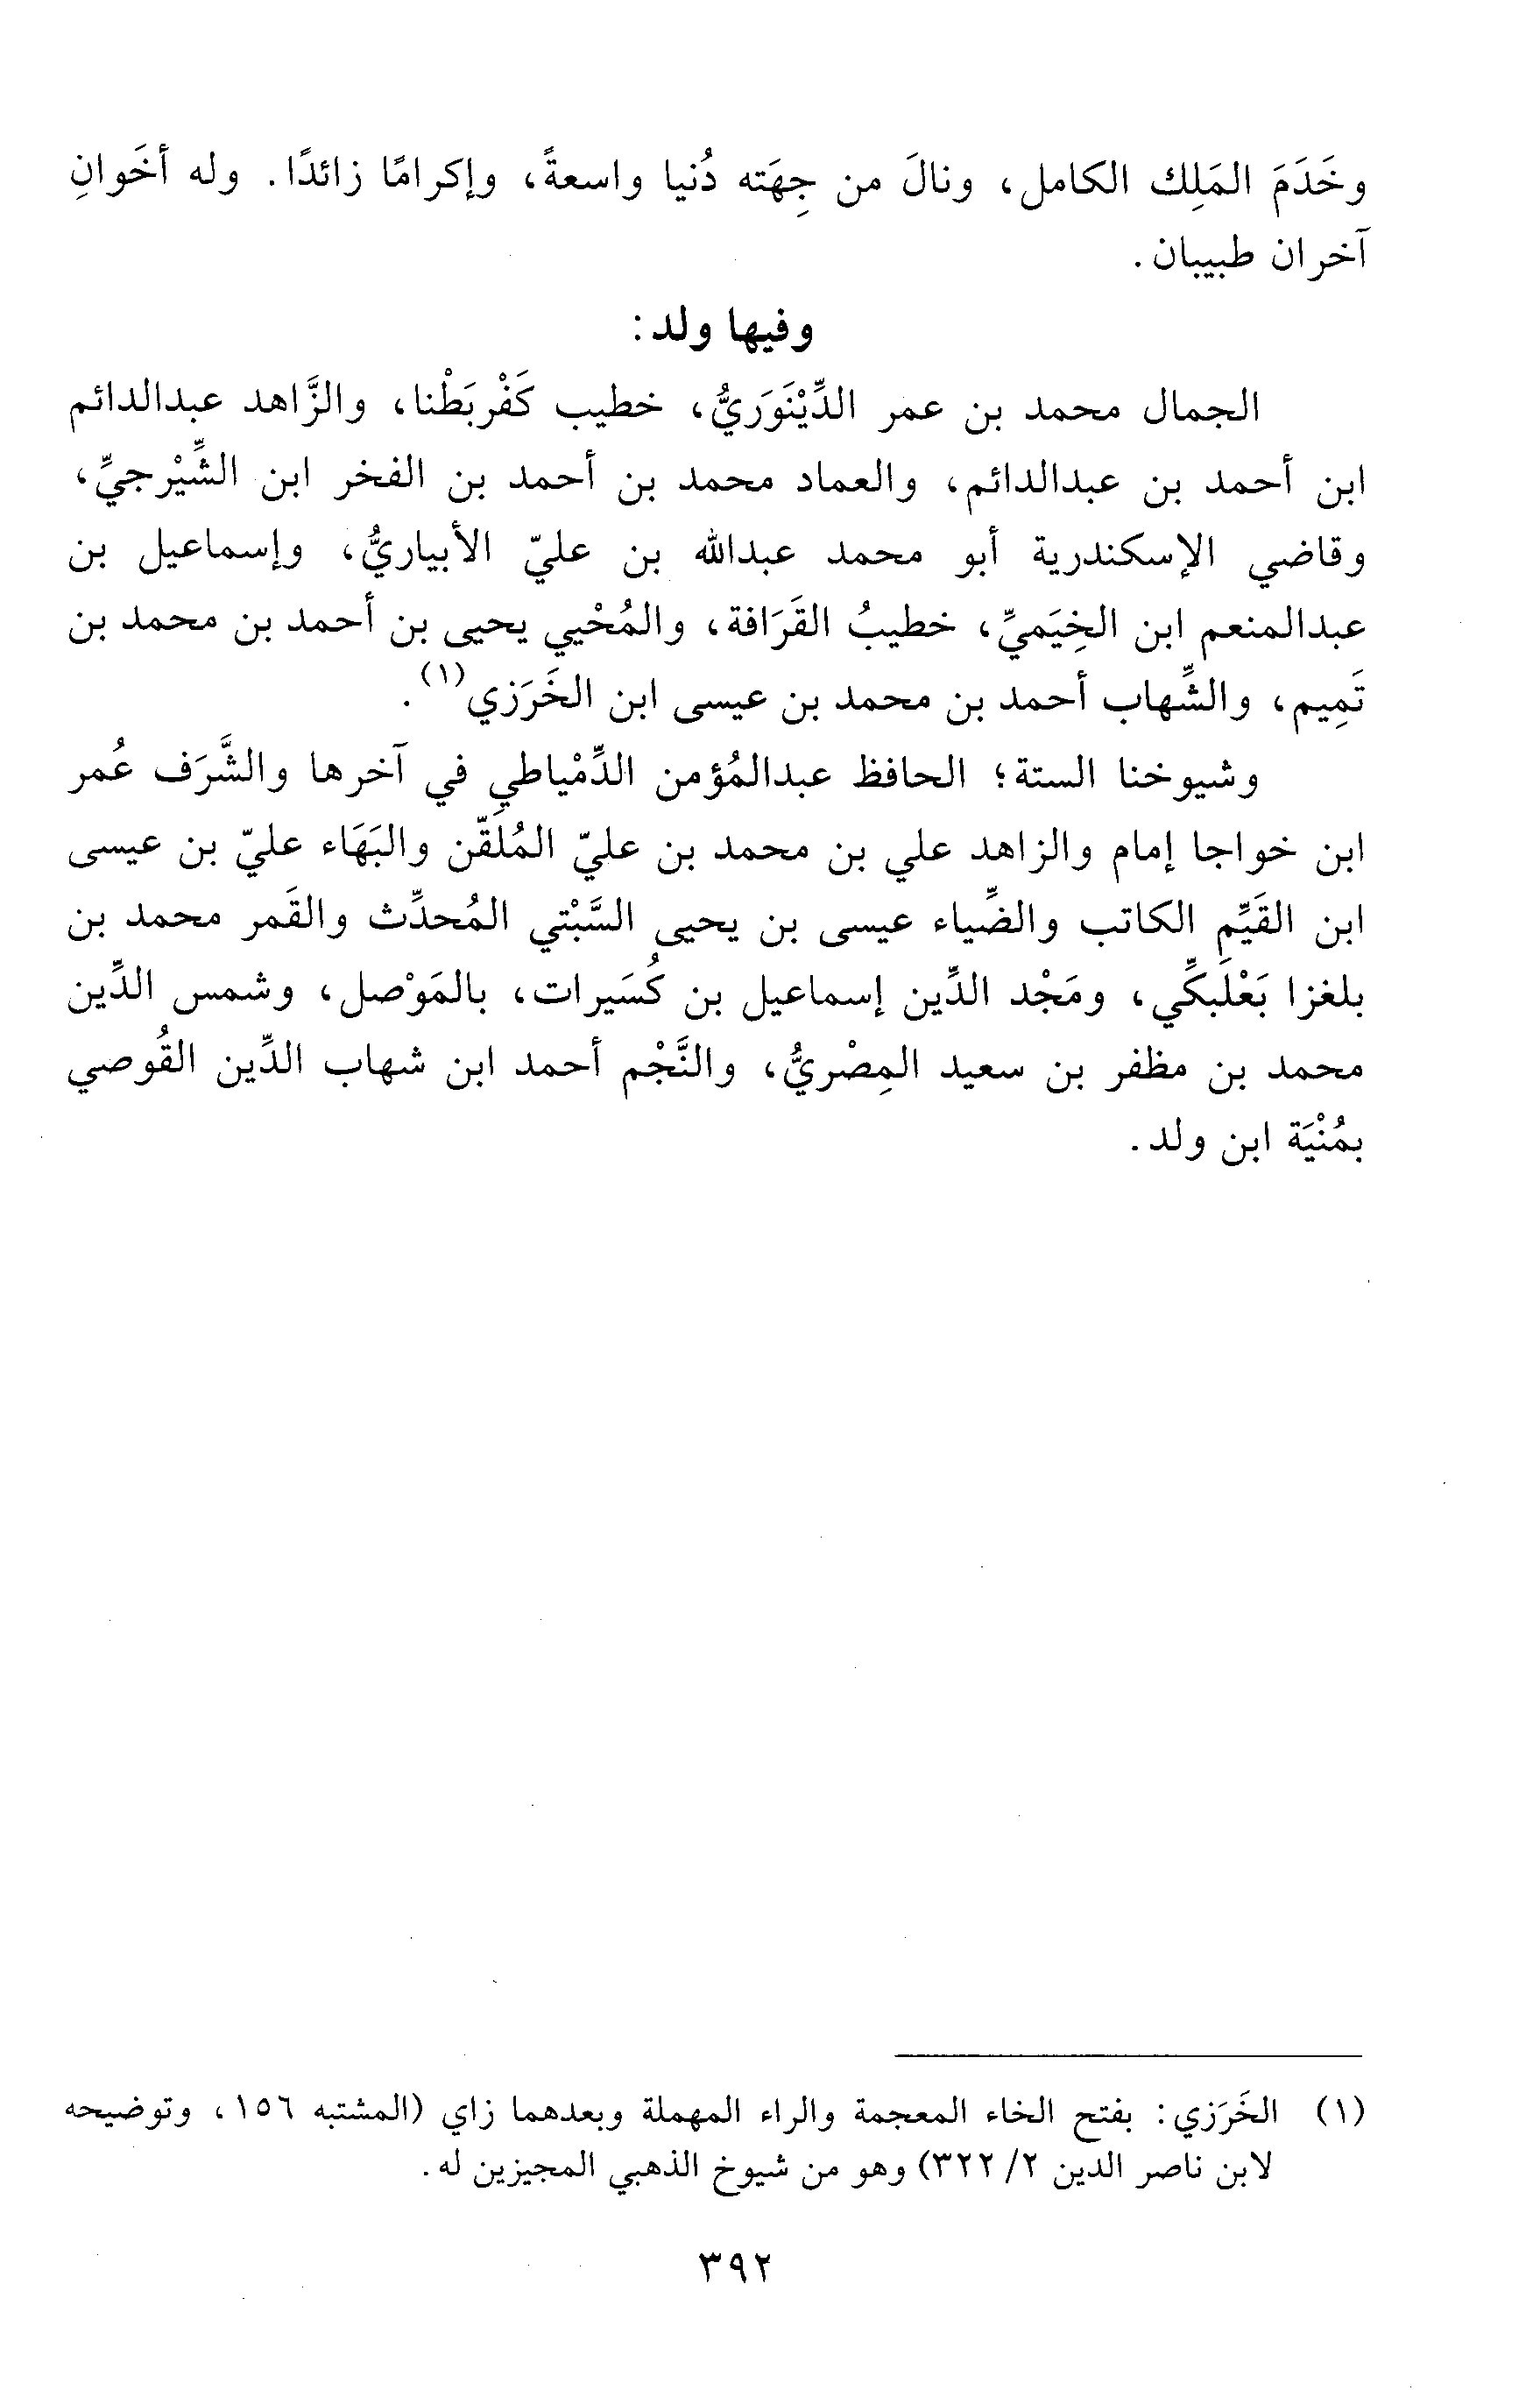 وخَدَمَ المَلِك الكامل، ونالَ من جِهَته دُنيا واسعةً، وإكرامًا زائدًا. وله أخَوانِ
آخران طبيبان.
وفيها ولد:
الجمال محمد بن عمر الدِّيْنَوَريُّ، خطيب كَفْربَطْنا، والزَّاهد عبدالدائم
ابن أحمد بن عبدالدائم، والعماد محمد بن أحمد بن الفخر ابن الشِّيْرجيِّ،
وقاضي الإسكندرية أبو محمد عبدالله بن عليّ الأبياريُّ، وإسماعيل بن
عبدالمنعم ابن الخِيَميِّ، خطيبُ القَرَافة، والمُحْيي يحيى بن أحمد بن محمد بن
تَمِيم، والشِّهاب أحمد بن محمد بن عيسى ابن الخَرَزي(١).
وشيوخنا الستة؛ الحافظ عبدالمُؤمن الدِّمْياطي في آخرها والشَّرَف عُمر
ابن خواجا إمام والزاهد علي بن محمد بن عليّ المُلَقّن والبَهَاء عليّ بن عيسى
ابن القَيِّم الكاتب والضِّياء عيسى بن يحيى السَّبْتي المُحدِّث والقَمر محمد بن
بلغزا بَعْلَبكِّي، ومَجْد الدِّين إسماعيل بن كُسَيرات، بالمَوْصل، وشمس الدِّين
محمد بن مظفر بن سعيد المِصْريُّ، والنَّجْم أحمد ابن شهاب الدِّين القُوصي
بمُنْيَة ابن ولد.
(١) الخَرَزي: بفتح الخاء المعجمة والراء المهملة وبعدهما زاي (المشتبه ١٥٦، وتوضيحه
لابن ناصر الدين ٢/ ٣٢٢) وهو من شيوخ الذهبي المجيزين له.
٣٩٢